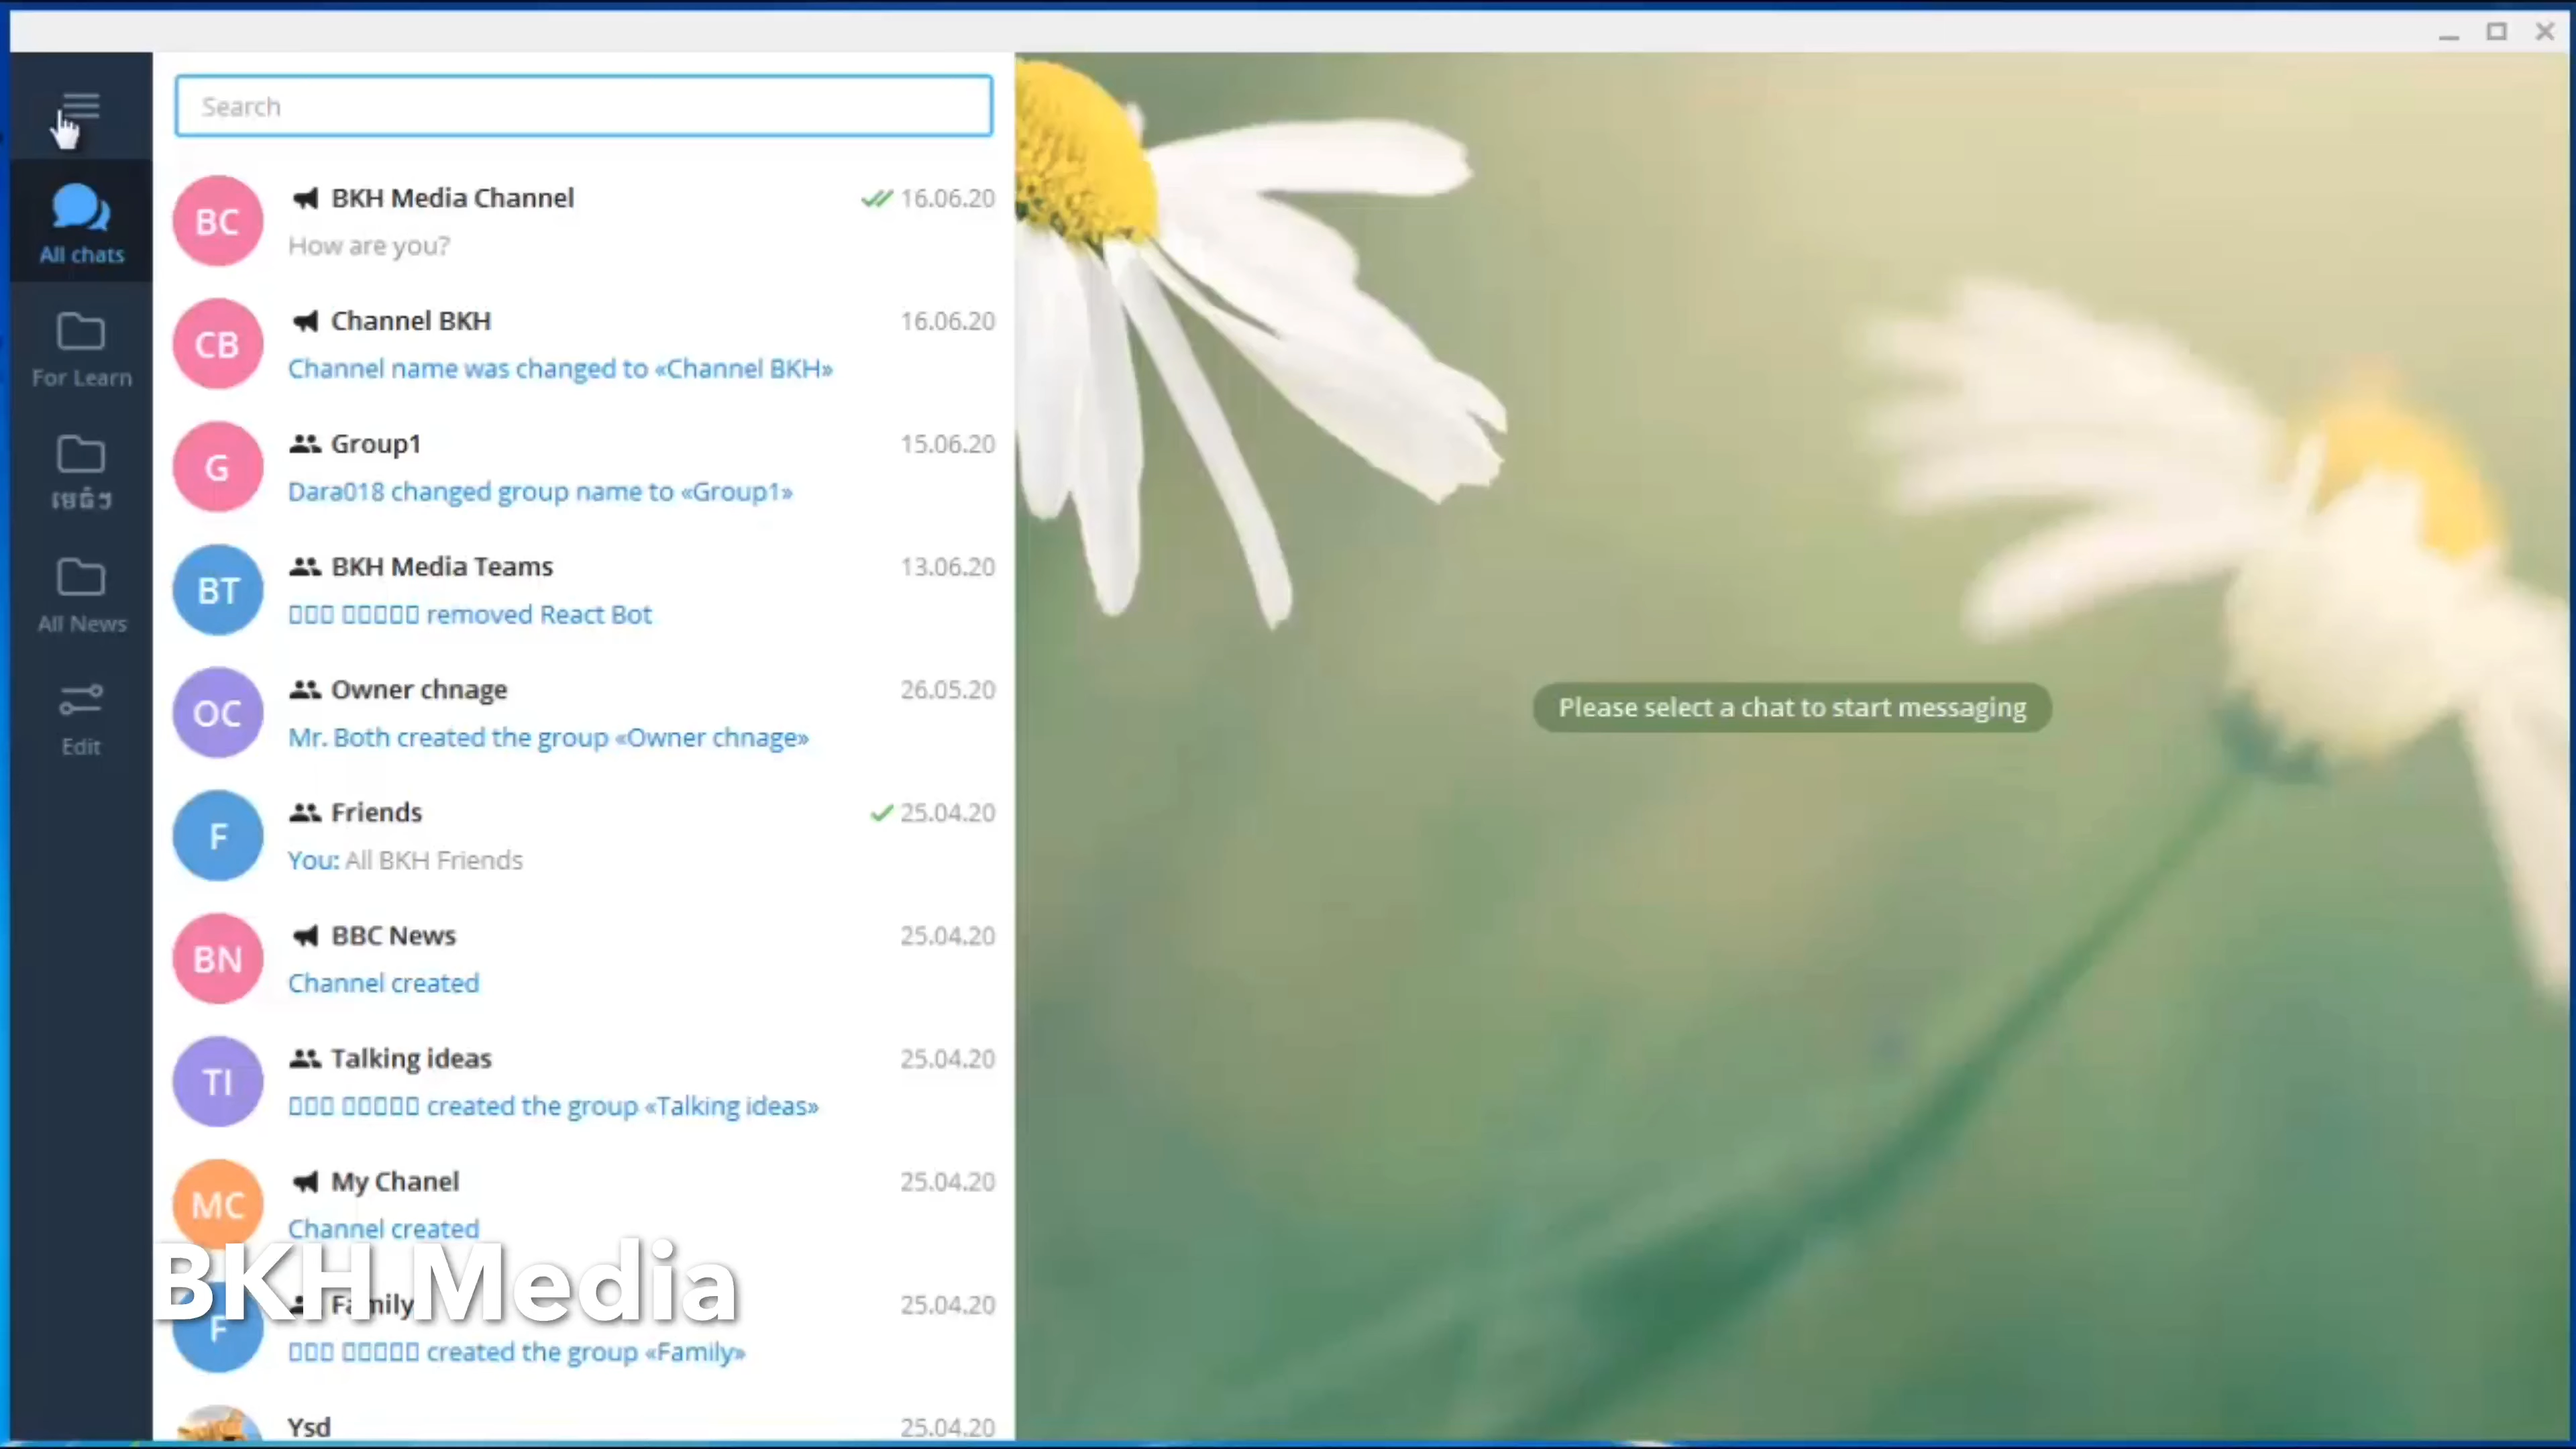 Search
All chats
For Learn
All News
Edit
BKH Media Channel 16.06.20
How are you?
Channel BKH 16.06.20
Channel name was changed to «Channel BKH»
Group1 15.06.20
Dara018 changed group name to «Group1»
BKH Media Teams 13.06.20
removed React Bot
Owner chnage 26.05.20
Mr. Both created the group «Owner chnage»
Friends 25.04.20
You: All BKH Friends
BBC News 25.04.20
Channel created
Talking ideas 25.04.20
created the group «Talking ideas»
My Chanel 25.04.20
Channel created
Family 25.04.20
created the group «Family»
Ysd 25.04.20
BC
CB
G
BT
OC
F
BN
TI
MC
F
BKH Media
Please select a chat to start messaging